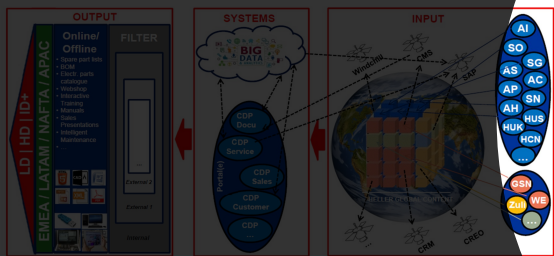 OUTPUT
SYSTEMS
INPUT
LD | HD | ID+
EMEA / LATAM / NAFTA / APAC
Online/
Offline
• Spare part lists
• BOM
• Electr. parts
catalogue
• Webshop
• Interactive
Training
• Manuals
• Sales
Presentations
• Intelligent
Maintenance
FILTER
...
External 2
External 1
Internal
BIG
DATA
Portal(e)
CDP
Docu
CDP
Service
CDP
Sales
CDP
Customer
CDP
...
Windchill
CMS
SAP
CRM
CREO
AI
SO
SG
AS
AC
AP
SN
AH
HUS
HUK
HCN
...
GSN
WE
Zuli
...